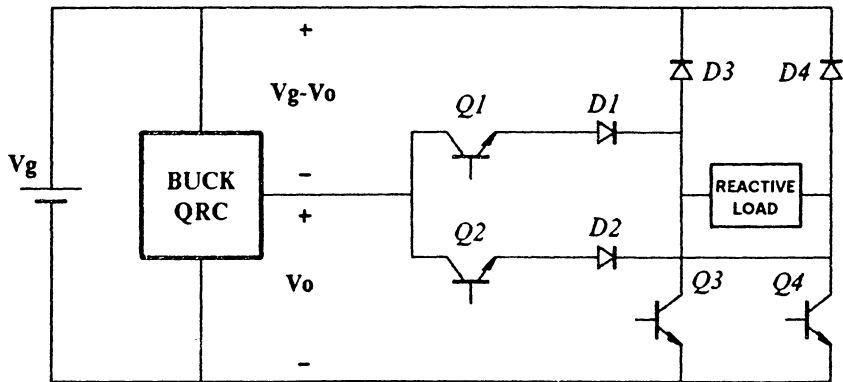 +
D3
D4
Vg-Vo
Q1
D1
Vg
BUCK
QRC
−
+
REACTIVE
LOAD
Q2
D2
Vo
Q3
Q4
−